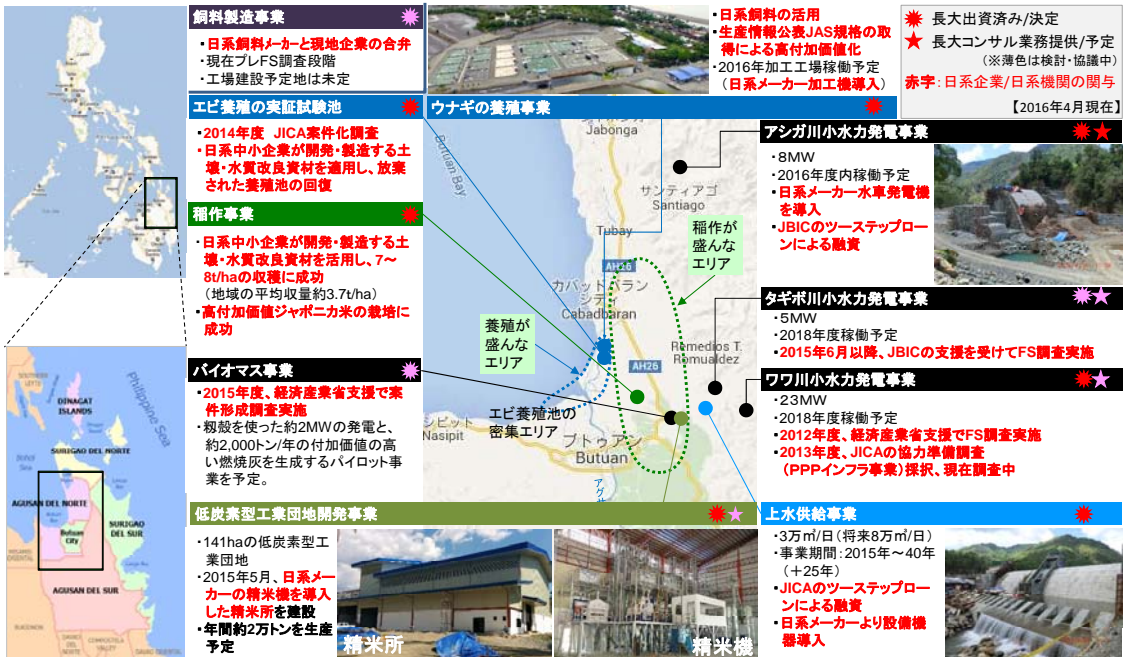 飼料製造事業
・日系飼料メーカーと現地企業の合弁
・現在プレFS調査段階
・工場建設予定地は未定
・日系飼料の活用
・生産情報公表JAS規格の取
得による高付加価値化
・2016年加工工場稼働予定
(日系メーカー加工機導入)
長大出資済み/決定
長大コンサル業務提供/予定
(※薄色は検討・協議中)
赤字:日系企業/日系機関の関与
【2016年4月現在】
エビ養殖の実証試験池
・2014年度 JICA案件化調査
・日系中小企業が開発・製造する土
壌・水質改良資材を適用し、放棄
された養殖池の回復
ウナギの養殖事業
稲作事業
・日系中小企業が開発・製造する土
壌・水質改良資材を活用し、7～
8t/haの収穫に成功
(地域の平均収量約3.7t/ha)
・高付加価値ジャポニカ米の栽培に
成功
バイオマス事業
・2015年度、経済産業省支援で案
件形成調査実施
・籾殻を使った約2MWの発電と、
約2,000トン/年の付加価値の高
い燃焼灰を生成するパイロット事
業を予定。
Jabonga
Butuan Bay
サンティアゴ
Santiago
Tubay
稲作が
盛んな
エリア
AH26
カバットバラン
シティ
Cabadbaran
養殖が
盛んな
エリア
Remedios T.
Romualdez
AH26
エビ養殖池の
密集エリア
Nasipit
ブトゥアン
Butuan
アシガ川小水力発電事業
・8MW
・2016年度内稼働予定
・日系メーカー水車発電機
を導入
・JBICのツーステップロー
ンによる融資
タギボ川小水力発電事業
・5MW
・2018年度稼働予定
・2015年6月以降、JBICの支援を受けてFS調査実施
ワワ川小水力発電事業
・23MW
・2018年度稼働予定
・2012年度、経済産業省支援でFS調査実施
・2013年度、JICAの協力準備調査
(PPPインフラ事業)採択、現在調査中
Philippine Sea
DINAGAT
ISLANDS
SURIGAO DEL NORTE
AGUSAN DEL NORTE
Butuan
City
SURIGAO
DEL SUR
AGUSAN DEL SUR
BUKIDNON
DAVAO DEL
NORTE
COMPOSTELA
VALLEY
DAVAO ORIENTAL
低炭素型工業団地開発事業
・141haの低炭素型工
業団地
・2015年5月、日系メー
カーの精米機を導入
した精米所を建設
・年間約2万トンを生産
予定
精米所
精米機
上水供給事業
・3万㎥/日(将来8万㎥/日)
・事業期間:2015年～40年
(+25年)
・JICAのツーステップロー
ンによる融資
・日系メーカーより設備機
器導入